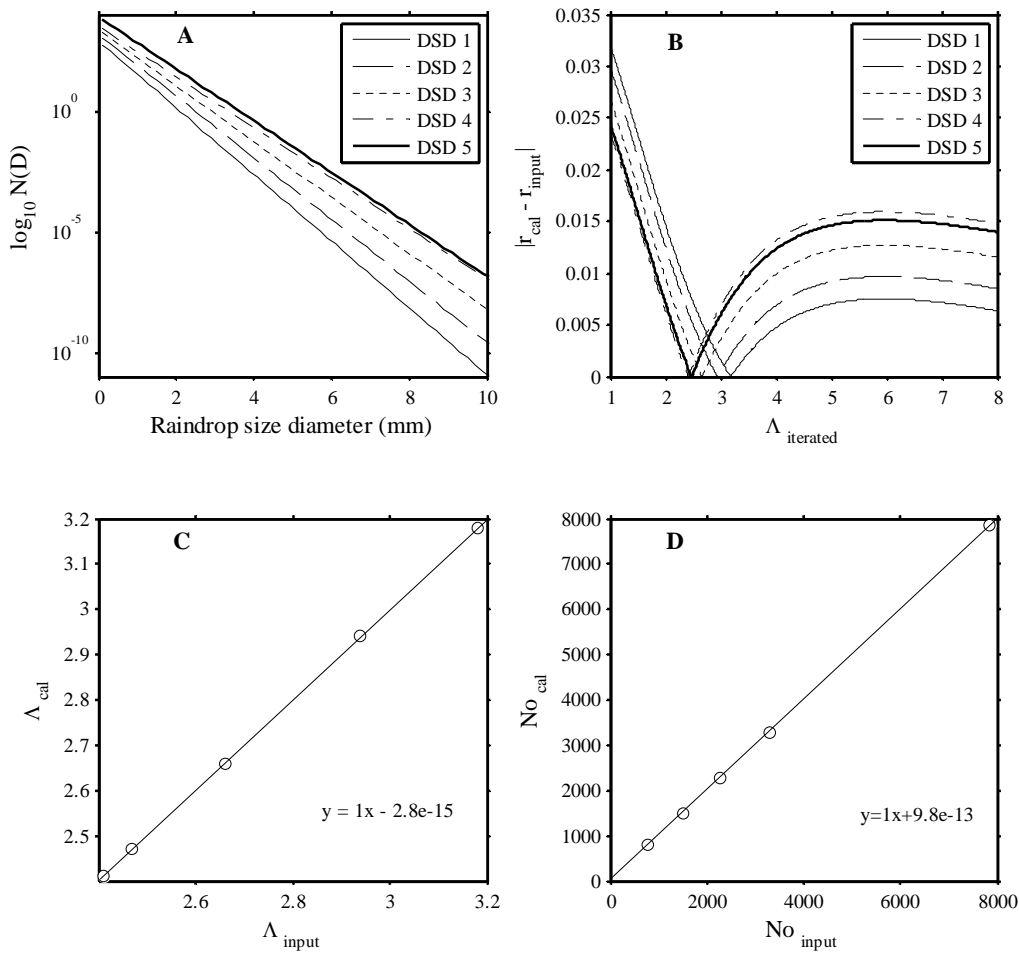 A
DSD 1
DSD 2
DSD 3
DSD 4
DSD 5
10^0
10^-5
10^-10
log10 N(D)
0 2 4 6 8 10
Raindrop size diameter (mm)
B
DSD 1
DSD 2
DSD 3
DSD 4
DSD 5
0.035
0.03
0.025
0.02
0.015
0.01
0.005
0
|r_cal - r_input|
1 2 3 4 5 6 7 8
Λ iterated
C
3.2
3.1
3
2.9
2.8
2.7
2.6
2.5
Λ cal
y = 1x - 2.8e-15
2.6 2.8 3 3.2
Λ input
D
8000
7000
6000
5000
4000
3000
2000
1000
0
No cal
y=1x+9.8e-13
0 2000 4000 6000 8000
No input